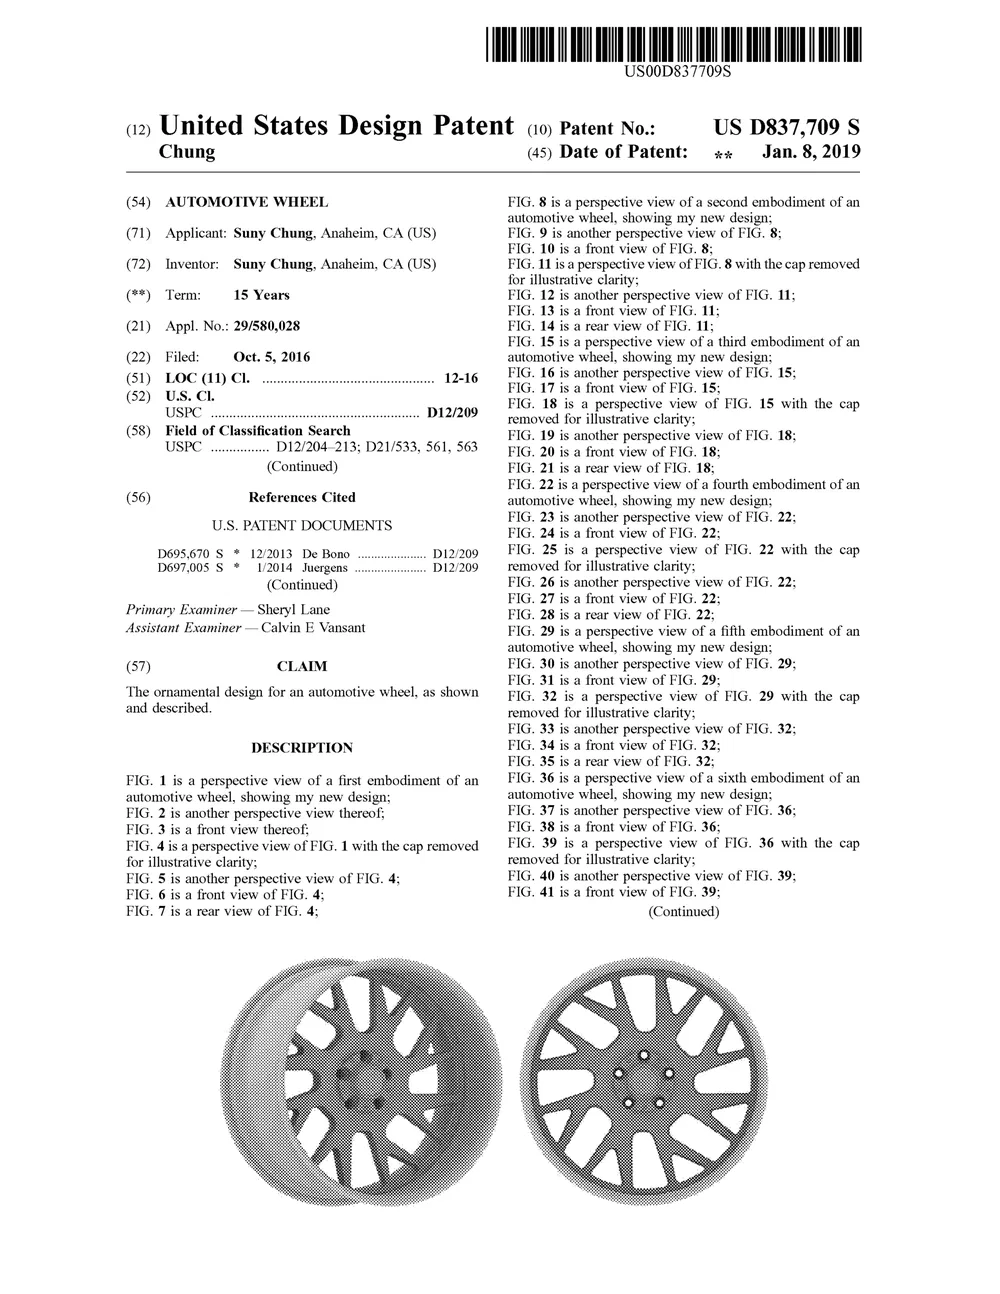 US00D837709S
(12) United States Design Patent
Chung
(10) Patent No.: US D837,709 S
(45) Date of Patent: ** Jan. 8, 2019
(54) AUTOMOTIVE WHEEL
(71) Applicant: Suny Chung, Anaheim, CA (US)
(72) Inventor: Suny Chung, Anaheim, CA (US)
(**) Term: 15 Years
(21) Appl. No.: 29/580,028
(22) Filed: Oct. 5, 2016
(51) LOC (11) Cl. ............................................... 12-16
(52) U.S. Cl.
USPC ......................................................... D12/209
(58) Field of Classification Search
USPC ................ D12/204–213; D21/533, 561, 563
(Continued)
(56) References Cited
U.S. PATENT DOCUMENTS
D695,670 S * 12/2013 De Bono ..................... D12/209
D697,005 S * 1/2014 Juergens ...................... D12/209
(Continued)
Primary Examiner — Sheryl Lane
Assistant Examiner — Calvin E Vansant
(57) CLAIM
The ornamental design for an automotive wheel, as shown
and described.
DESCRIPTION
FIG. 1 is a perspective view of a first embodiment of an
automotive wheel, showing my new design;
FIG. 2 is another perspective view thereof;
FIG. 3 is a front view thereof;
FIG. 4 is a perspective view of FIG. 1 with the cap removed
for illustrative clarity;
FIG. 5 is another perspective view of FIG. 4;
FIG. 6 is a front view of FIG. 4;
FIG. 7 is a rear view of FIG. 4;
FIG. 8 is a perspective view of a second embodiment of an
automotive wheel, showing my new design;
FIG. 9 is another perspective view of FIG. 8;
FIG. 10 is a front view of FIG. 8;
FIG. 11 is a perspective view of FIG. 8 with the cap removed
for illustrative clarity;
FIG. 12 is another perspective view of FIG. 11;
FIG. 13 is a front view of FIG. 11;
FIG. 14 is a rear view of FIG. 11;
FIG. 15 is a perspective view of a third embodiment of an
automotive wheel, showing my new design;
FIG. 16 is another perspective view of FIG. 15;
FIG. 17 is a front view of FIG. 15;
FIG. 18 is a perspective view of FIG. 15 with the cap
removed for illustrative clarity;
FIG. 19 is another perspective view of FIG. 18;
FIG. 20 is a front view of FIG. 18;
FIG. 21 is a rear view of FIG. 18;
FIG. 22 is a perspective view of a fourth embodiment of an
automotive wheel, showing my new design;
FIG. 23 is another perspective view of FIG. 22;
FIG. 24 is a front view of FIG. 22;
FIG. 25 is a perspective view of FIG. 22 with the cap
removed for illustrative clarity;
FIG. 26 is another perspective view of FIG. 22;
FIG. 27 is a front view of FIG. 22;
FIG. 28 is a rear view of FIG. 22;
FIG. 29 is a perspective view of a fifth embodiment of an
automotive wheel, showing my new design;
FIG. 30 is another perspective view of FIG. 29;
FIG. 31 is a front view of FIG. 29;
FIG. 32 is a perspective view of FIG. 29 with the cap
removed for illustrative clarity;
FIG. 33 is another perspective view of FIG. 32;
FIG. 34 is a front view of FIG. 32;
FIG. 35 is a rear view of FIG. 32;
FIG. 36 is a perspective view of a sixth embodiment of an
automotive wheel, showing my new design;
FIG. 37 is another perspective view of FIG. 36;
FIG. 38 is a front view of FIG. 36;
FIG. 39 is a perspective view of FIG. 36 with the cap
removed for illustrative clarity;
FIG. 40 is another perspective view of FIG. 39;
FIG. 41 is a front view of FIG. 39;
(Continued)